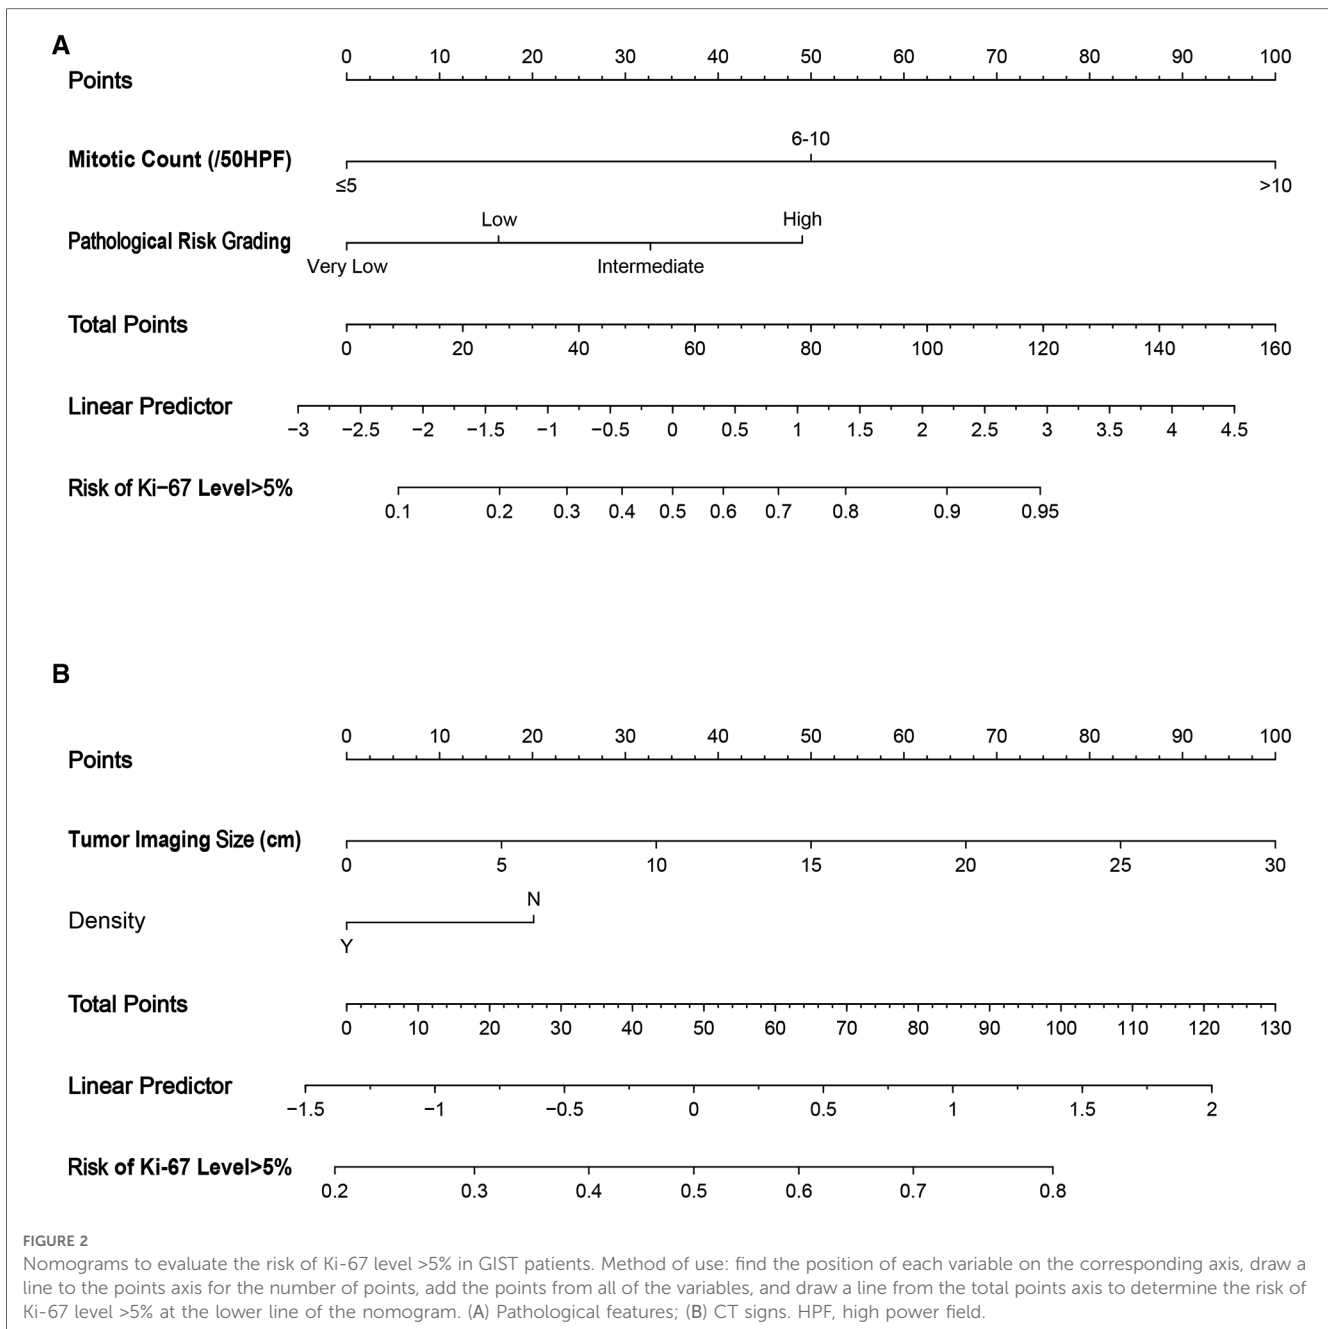 A
0 10 20 30 40 50 60 70 80 90 100
Points
6-10
Mitotic Count (/50HPF)
≤5 >10
Low High
Pathological Risk Grading
Very Low Intermediate
Total Points
0 20 40 60 80 100 120 140 160
Linear Predictor
−3 −2.5 −2 −1.5 −1 −0.5 0 0.5 1 1.5 2 2.5 3 3.5 4 4.5
Risk of Ki−67 Level>5%
0.1 0.2 0.3 0.4 0.5 0.6 0.7 0.8 0.9 0.95
B
0 10 20 30 40 50 60 70 80 90 100
Points
Tumor Imaging Size (cm)
0 5 10 15 20 25 30
N
Density
Y
Total Points
0 10 20 30 40 50 60 70 80 90 100 110 120 130
Linear Predictor
−1.5 −1 −0.5 0 0.5 1 1.5 2
Risk of Ki-67 Level>5%
0.2 0.3 0.4 0.5 0.6 0.7 0.8
FIGURE 2
Nomograms to evaluate the risk of Ki-67 level >5% in GIST patients. Method of use: find the position of each variable on the corresponding axis, draw a
line to the points axis for the number of points, add the points from all of the variables, and draw a line from the total points axis to determine the risk of
Ki-67 level >5% at the lower line of the nomogram. (A) Pathological features; (B) CT signs. HPF, high power field.